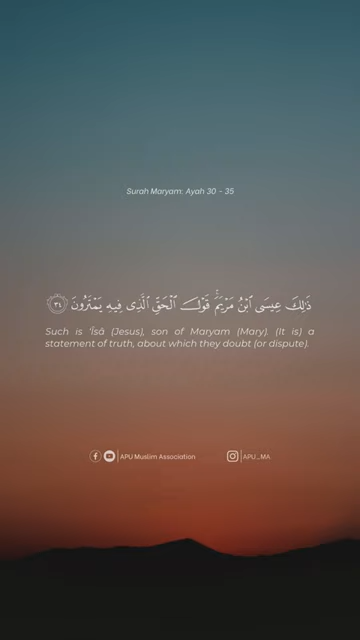 Surah Maryam: Ayah 30 - 35
ذَٰلِكَ عِيسَى ٱبْنُ مَرْيَمَ ۚ قَوْلَ ٱلْحَقِّ ٱلَّذِى فِيهِ يَمْتَرُونَ ٣٤
Such is 'Īsā (Jesus), son of Maryam (Mary). (It is) a
statement of truth, about which they doubt (or dispute).
APU Muslim Association APU_MA